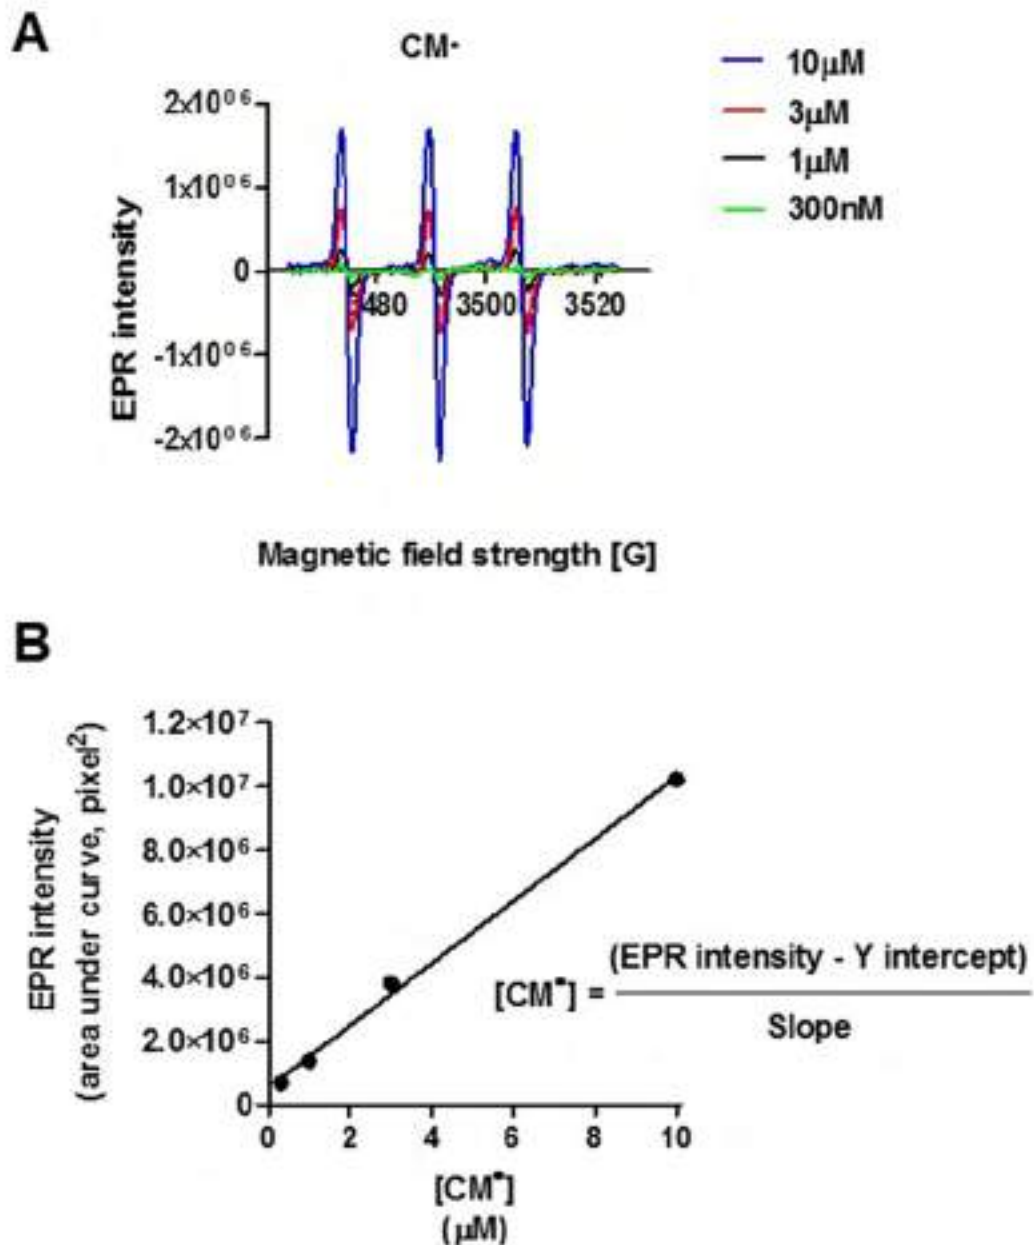 A
CM·
10μM
3μM
1μM
300nM
2x10⁰⁶
1x10⁰⁶
0
-1x10⁰⁶
-2x10⁰⁶
EPR intensity
480
3500
3520
Magnetic field strength [G]
B
1.2×10⁷
1.0×10⁷
8.0×10⁶
6.0×10⁶
4.0×10⁶
2.0×10⁶
0
EPR intensity
(area under curve, pixel²)
0 2 4 6 8 10
[CM•]
(μM)
[CM•] = (EPR intensity - Y intercept)
Slope